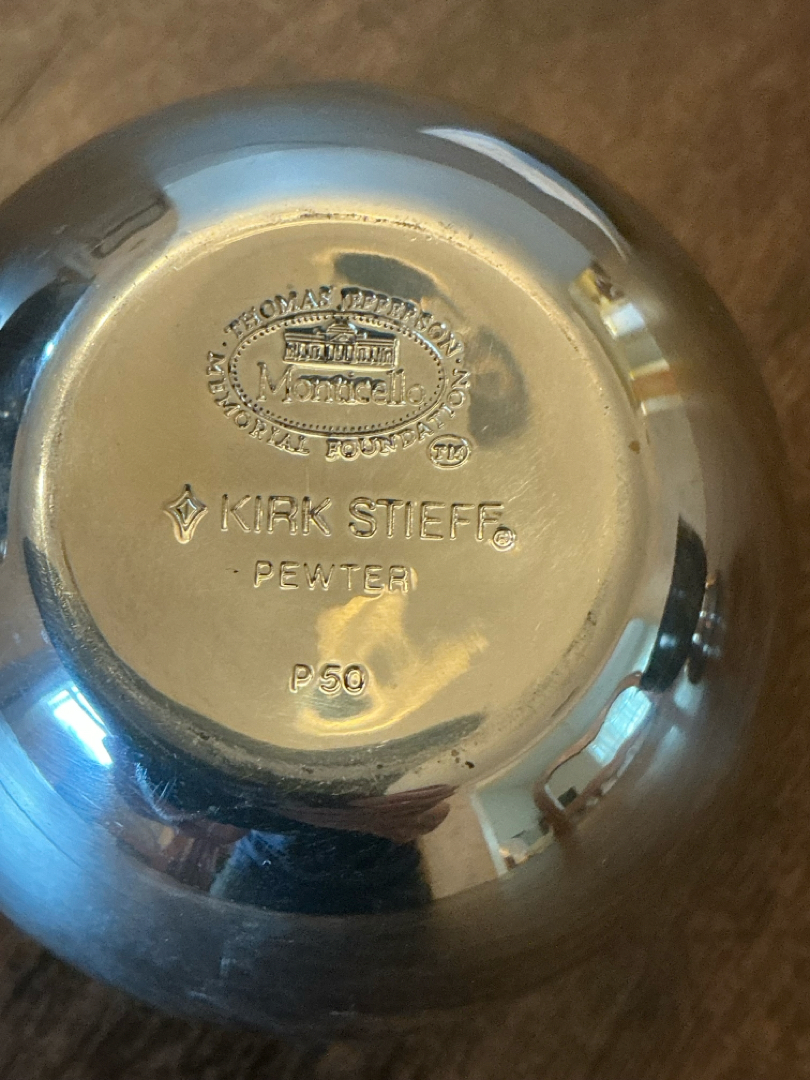 · THOMAS JEFFERSON ·
Monticello
MEMORIAL FOUNDATION
TM
KIRK STIEFF®
PEWTER
P50